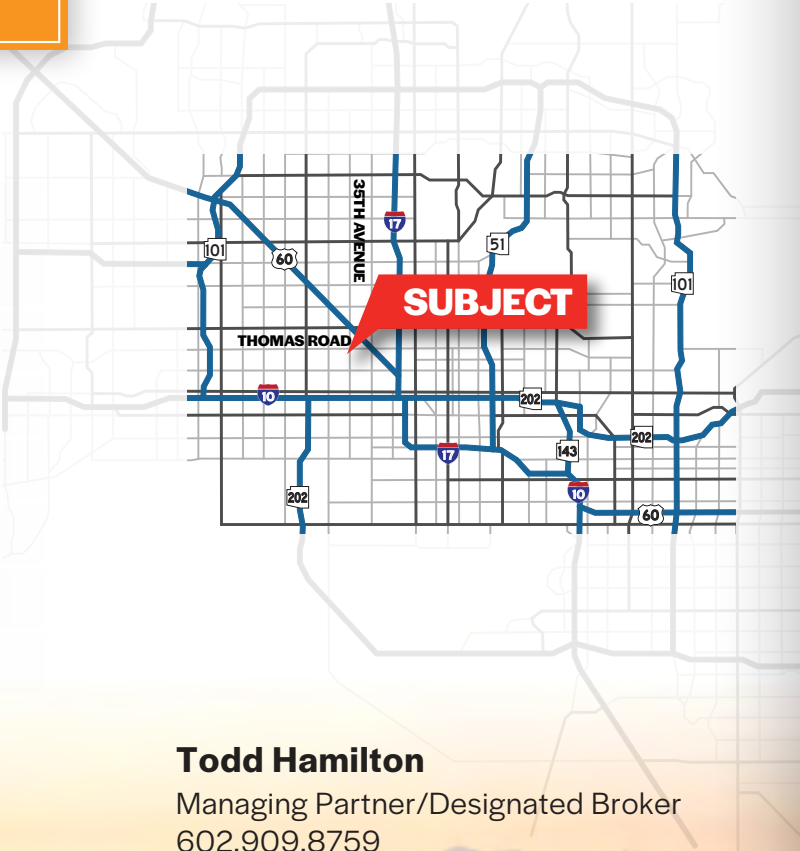 35TH AVENUE
17
51
101
60
101
SUBJECT
THOMAS ROAD
10
202
202
143
17
10
202
60
Todd Hamilton
Managing Partner/Designated Broker
602.909.8759